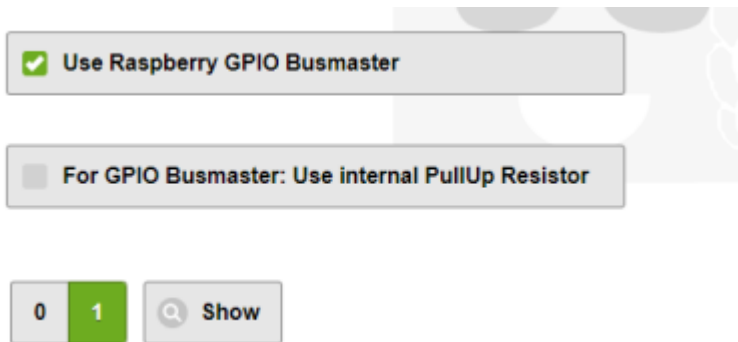 Use Raspberry GPIO Busmaster
For GPIO Busmaster: Use internal PullUp Resistor
0 1 Show